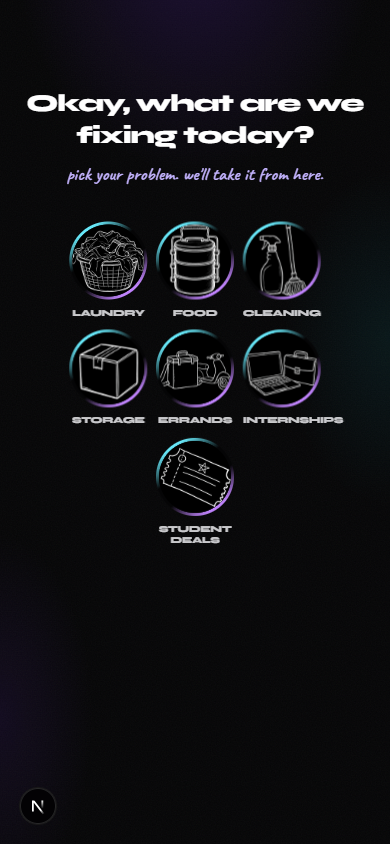 Okay, what are we
fixing today?
pick your problem. we'll take it from here.
LAUNDRY
FOOD
CLEANING
STORAGE
ERRANDS
INTERNSHIPS
STUDENT
DEALS
N